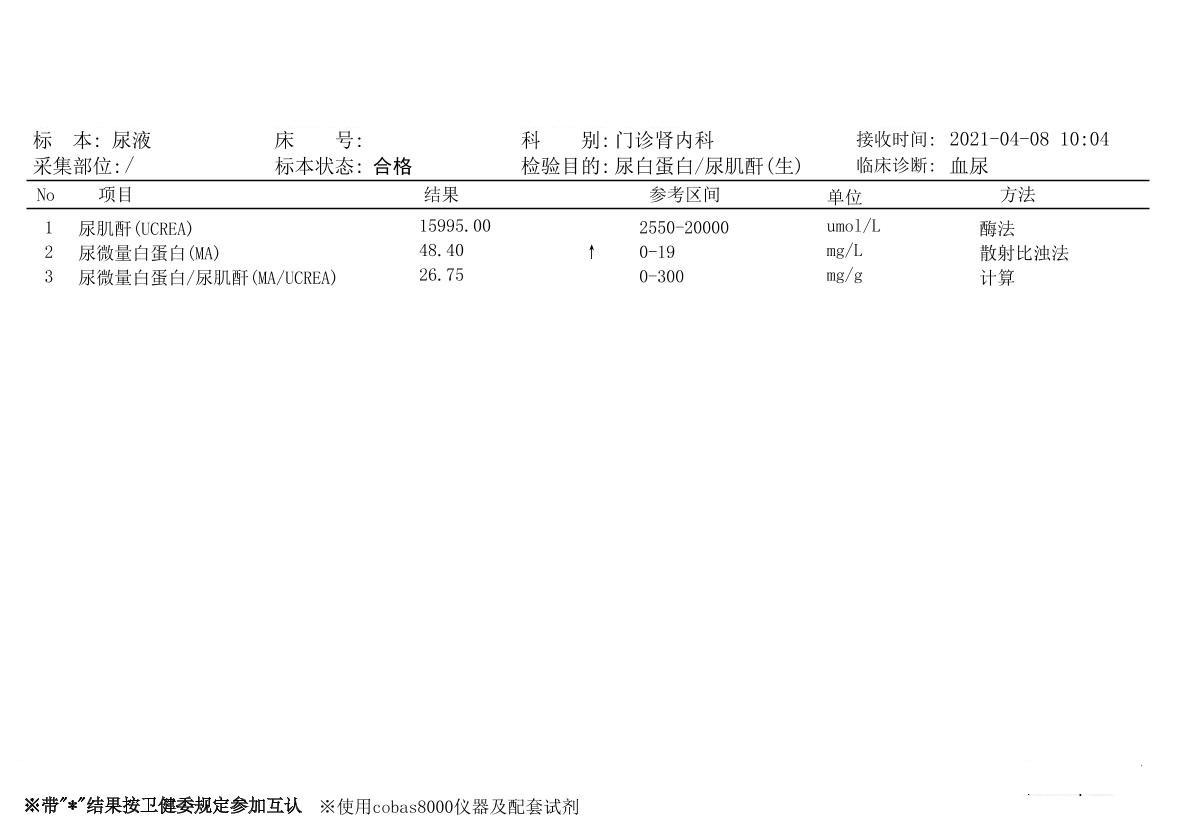 标 本: 尿液 床 号: 科 别: 门诊肾内科 接收时间: 2021-04-08 10:04
采集部位: / 标本状态: 合格 检验目的: 尿白蛋白/尿肌酐(生) 临床诊断: 血尿
No 项目 结果 参考区间 单位 方法
1 尿肌酐(UCREA) 15995.00 2550-20000 umol/L 酶法
2 尿微量白蛋白(MA) 48.40 ↑ 0-19 mg/L 散射比浊法
3 尿微量白蛋白/尿肌酐(MA/UCREA) 26.75 0-300 mg/g 计算
※带"*"结果按卫健委规定参加互认 ※使用cobas8000仪器及配套试剂